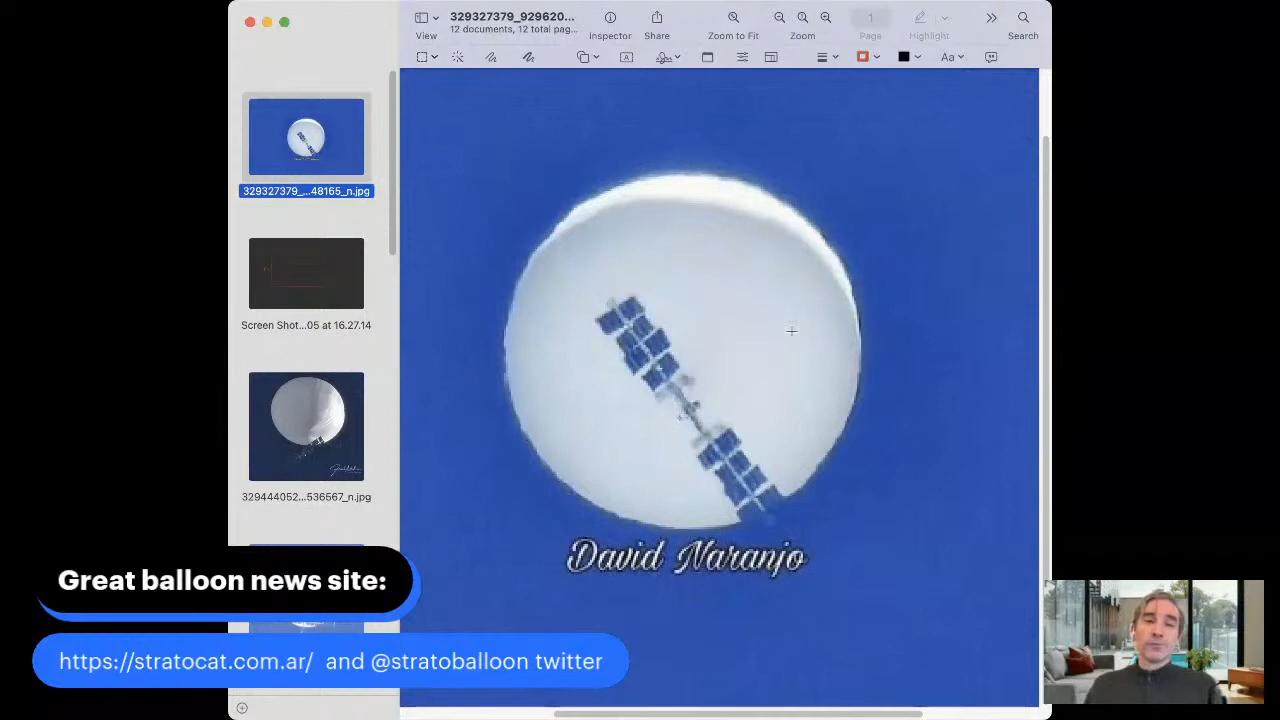 329327379_929620...
12 documents, 12 total pag...
View
Inspector
Share
Zoom to Fit
Zoom
1
Page
Highlight
Search
Aa
329327379_...48165_n.jpg
Screen Shot...05 at 16.27.14
329444052...536567_n.jpg
David Naranjo
Great balloon news site:
https://stratocat.com.ar/ and @stratoballoon twitter